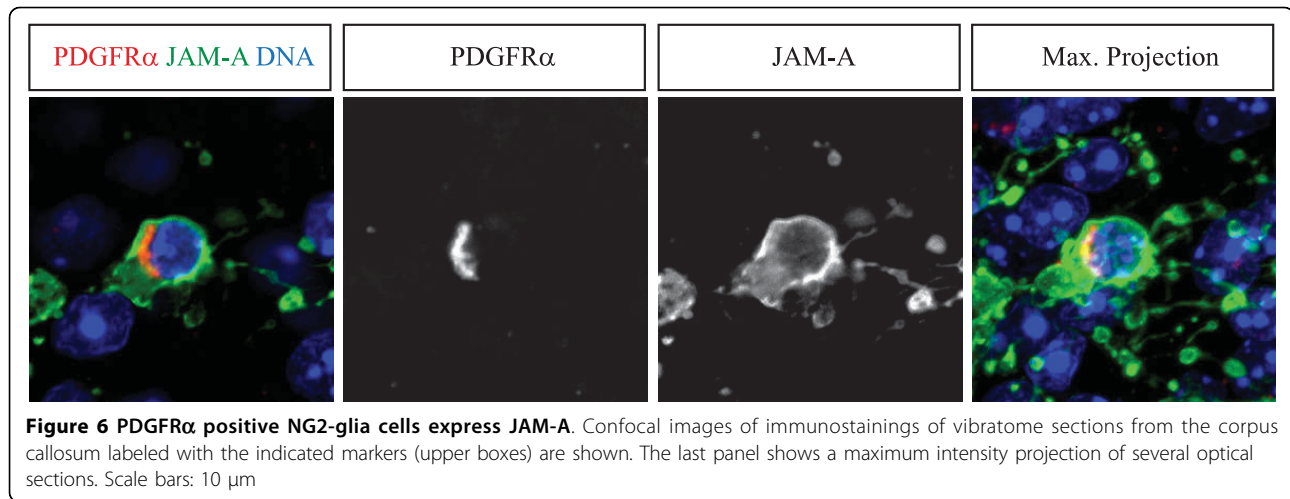 PDGFRα JAM-A DNA
PDGFRα
JAM-A
Max. Projection
Figure 6 PDGFRα positive NG2-glia cells express JAM-A. Confocal images of immunostainings of vibratome sections from the corpus
callosum labeled with the indicated markers (upper boxes) are shown. The last panel shows a maximum intensity projection of several optical
sections. Scale bars: 10 μm